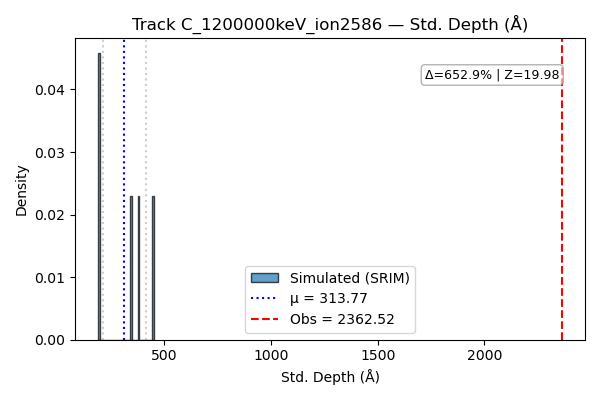 Track C_1200000keV_ion2586 — Std. Depth (Å)
Δ=652.9% | Z=19.98
0.04
0.03
0.02
0.01
0.00
Density
Simulated (SRIM)
μ = 313.77
Obs = 2362.52
500
1000
1500
2000
Std. Depth (Å)